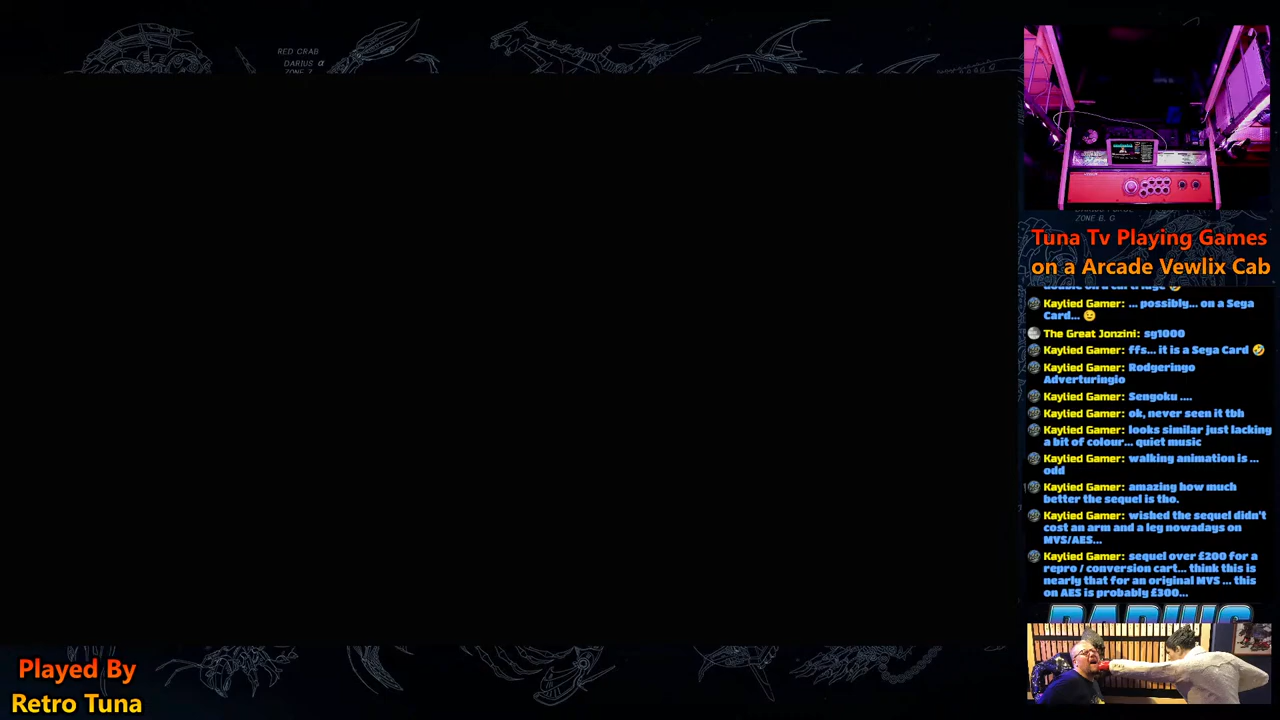 RED CRAB
DARIUS α
ZONE Z
ZONE B, G
Tuna Tv Playing Games
on a Arcade Vewlix Cab
Kaylied Gamer: ... possibly... on a Sega
Card... 😉
The Great Jonzini: sg1000
Kaylied Gamer: ffs... it is a Sega Card 🤣
Kaylied Gamer: Rodgeringo
Adverturingio
Kaylied Gamer: Sengoku ....
Kaylied Gamer: ok, never seen it tbh
Kaylied Gamer: looks similar just lacking
a bit of colour... quiet music
Kaylied Gamer: walking animation is ...
odd
Kaylied Gamer: amazing how much
better the sequel is tho.
Kaylied Gamer: wished the sequel didn't
cost an arm and a leg nowadays on
MVS/AES...
Kaylied Gamer: sequel over £200 for a
repro / conversion cart... think this is
nearly that for an original MVS ... this
on AES is probably £300...
DARIUS
Played By
Retro Tuna